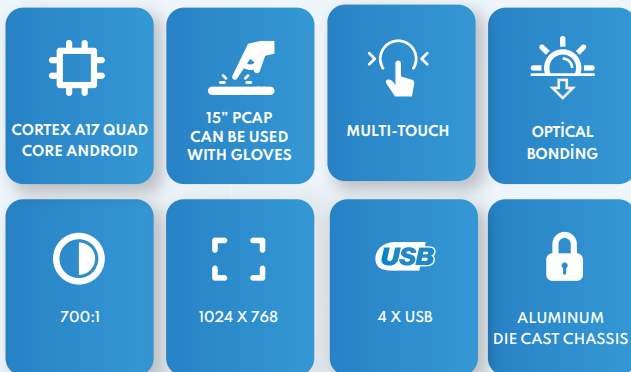 CORTEX A17 QUAD
CORE ANDROID
15” PCAP
CAN BE USED
WITH GLOVES
MULTI-TOUCH
OPTİCAL
BONDİNG
700:1
1024 X 768
USB
4 X USB
ALUMINUM
DIE CAST CHASSIS